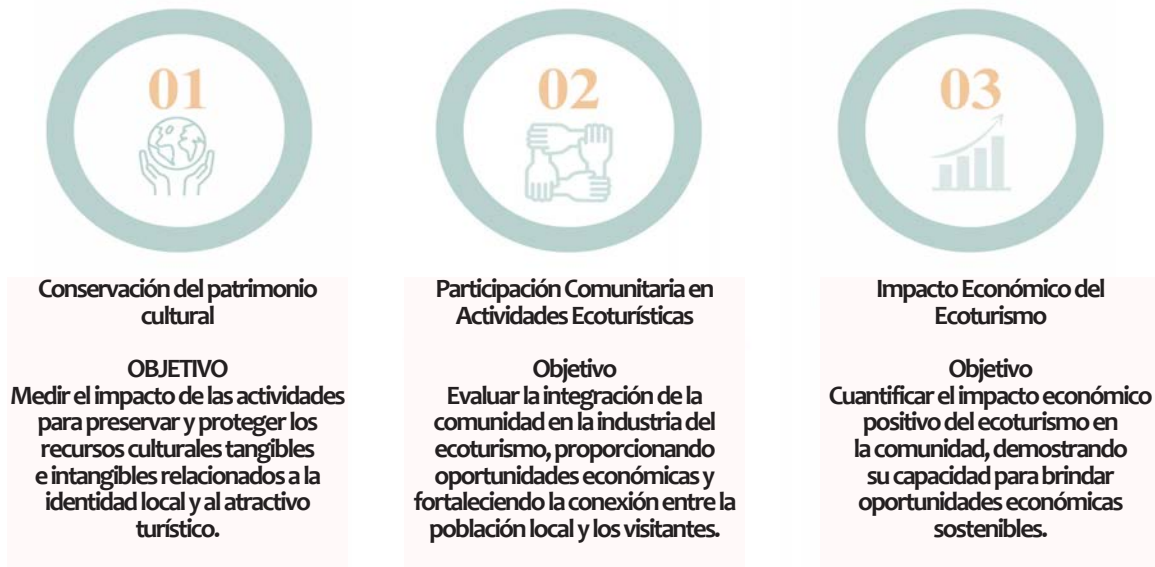 01
Conservación del patrimonio
cultural
OBJETIVO
Medir el impacto de las actividades
para preservar y proteger los
recursos culturales tangibles
e intangibles relacionados a la
identidad local y al atractivo
turístico.
02
Participación Comunitaria en
Actividades Ecoturísticas
Objetivo
Evaluar la integración de la
comunidad en la industria del
ecoturismo, proporcionando
oportunidades económicas y
fortaleciendo la conexión entre la
población local y los visitantes.
03
Impacto Económico del
Ecoturismo
Objetivo
Cuantificar el impacto económico
positivo del ecoturismo en
la comunidad, demostrando
su capacidad para brindar
oportunidades económicas
sostenibles.